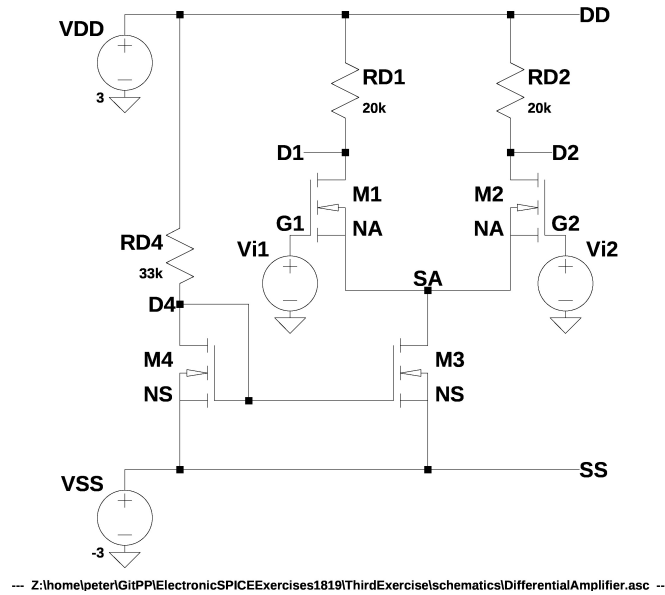 DD
VDD
3
RD1
20k
RD2
20k
D1
D2
M1
M2
G1
NA
NA
G2
Vi1
Vi2
RD4
33k
SA
D4
M4
M3
NS
NS
SS
VSS
-3
--- Z:\home\peter\GitPP\ElectronicSPICEExercises1819\ThirdExercise\schematics\DifferentialAmplifier.asc --